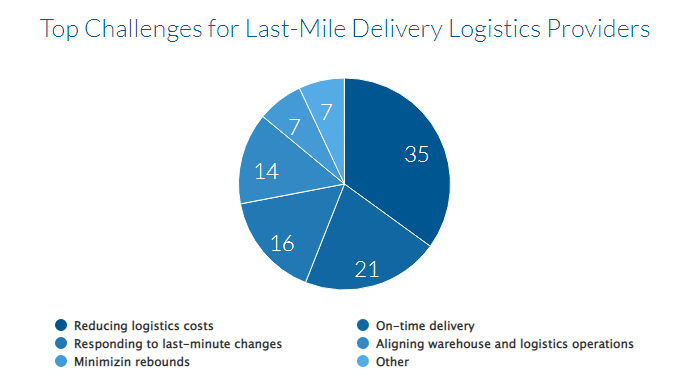 Top Challenges for Last-Mile Delivery Logistics Providers
7
7
35
14
16
21
Reducing logistics costs
On-time delivery
Responding to last-minute changes
Aligning warehouse and logistics operations
Minimizin rebounds
Other